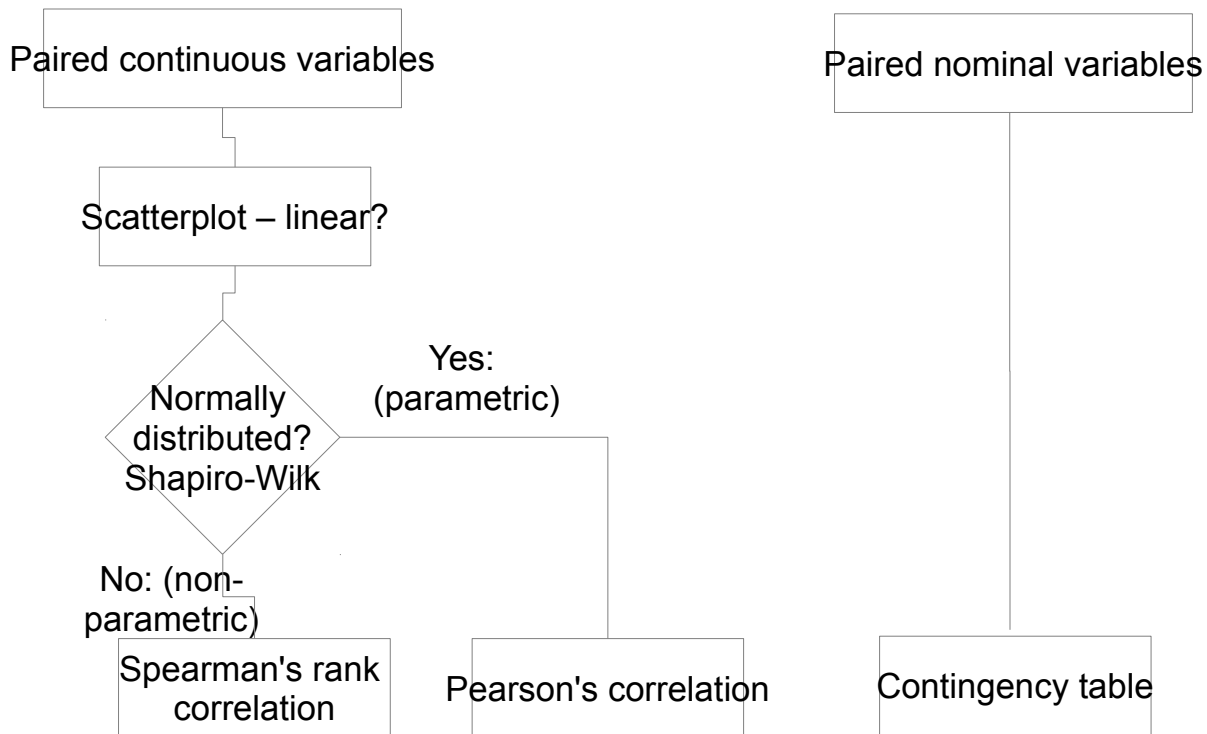 Paired continuous variables
Paired nominal variables
Scatterplot – linear?
Yes:
(parametric)
Normally
distributed?
Shapiro-Wilk
No: (non-
parametric)
Spearman's rank
correlation
Pearson's correlation
Contingency table